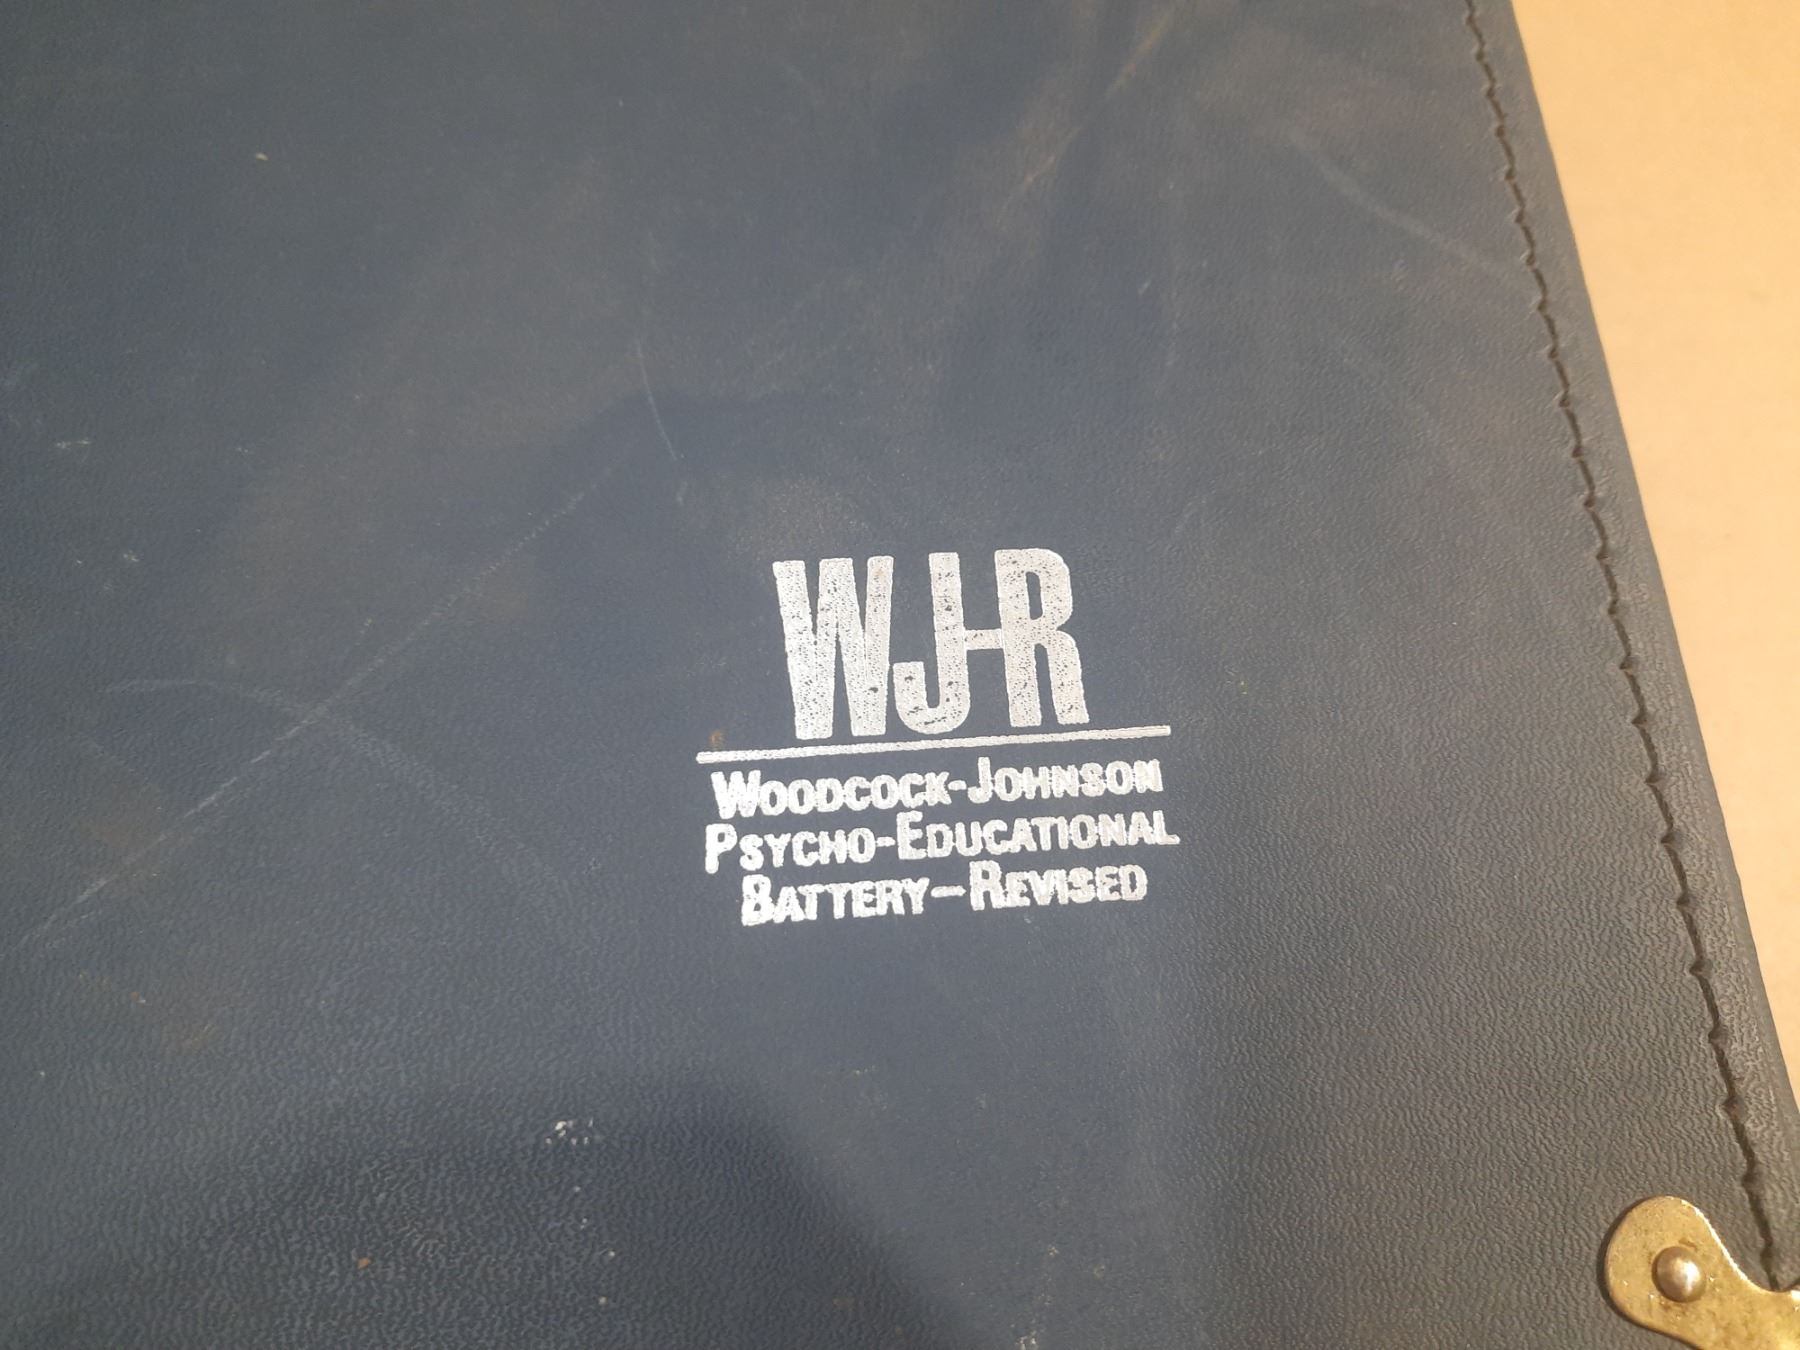 WJ-R
WOODCOCK-JOHNSON
PSYCHO-EDUCATIONAL
BATTERY–REVISED